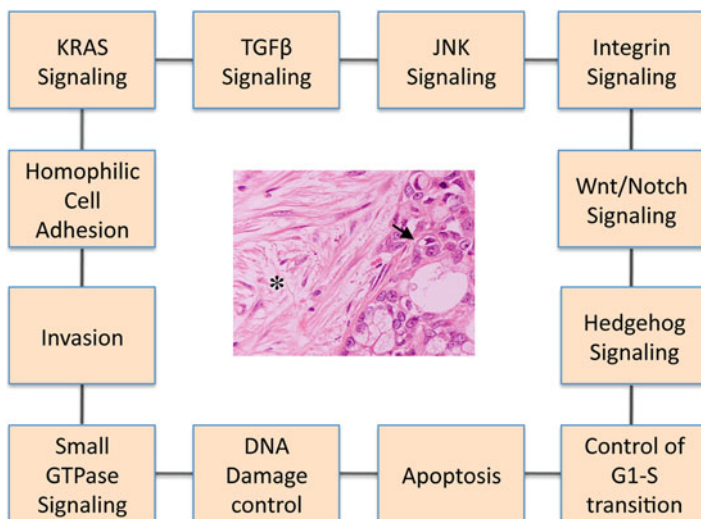 KRAS
Signaling
TGFβ
Signaling
JNK
Signaling
Integrin
Signaling
Homophilic
Cell
Adhesion
Wnt/Notch
Signaling
*
Invasion
Hedgehog
Signaling
Small
GTPase
Signaling
DNA
Damage
control
Apoptosis
Control of
G1-S
transition